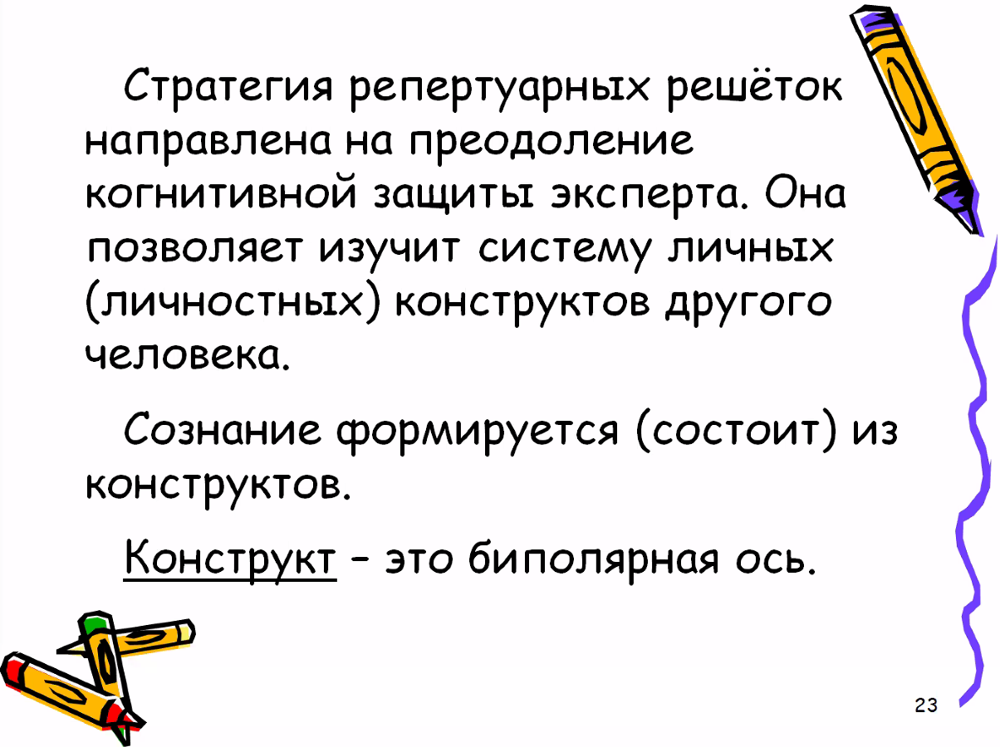 Стратегия репертуарных решёток
направлена на преодоление
когнитивной защиты эксперта. Она
позволяет изучит систему личных
(личностных) конструктов другого
человека.
Сознание формируется (состоит) из
конструктов.
Конструкт – это биполярная ось.
23